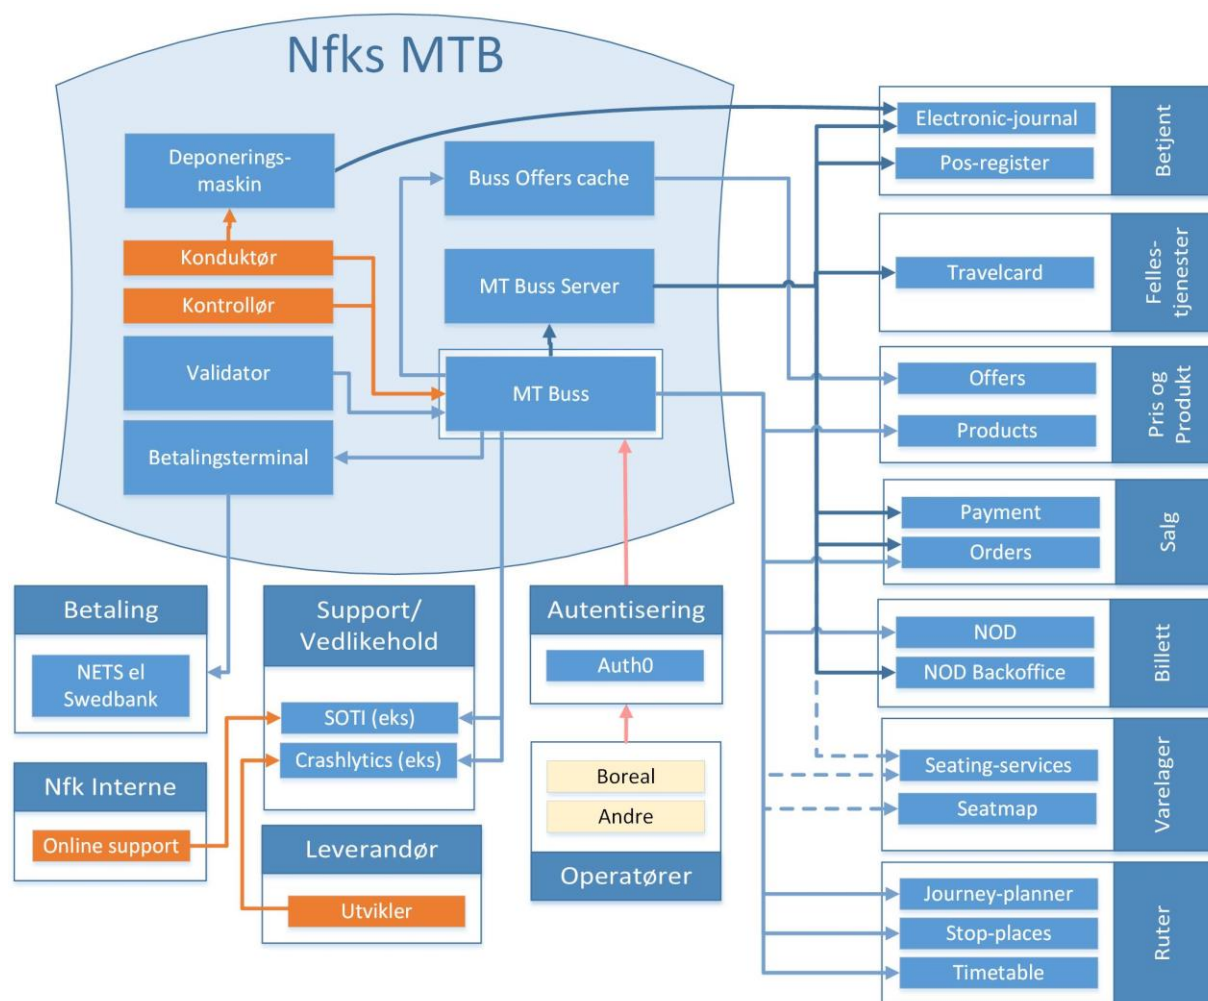 Nfks MTB
Deponerings-
maskin
Konduktør
Kontrollør
Validator
Betalingsterminal
Buss Offers cache
MT Buss Server
MT Buss
Electronic-journal
Pos-register
Betjent
Travelcard
Felles-
tjenester
Offers
Products
Pris og
Produkt
Payment
Orders
Salg
NOD
NOD Backoffice
Billett
Seating-services
Seatmap
Varelager
Journey-planner
Stop-places
Timetable
Ruter
Betaling
NETS el
Swedbank
Support/
Vedlikehold
SOTI (eks)
Crashlytics (eks)
Autentisering
Auth0
Boreal
Andre
Operatører
Nfk Interne
Online support
Leverandør
Utvikler